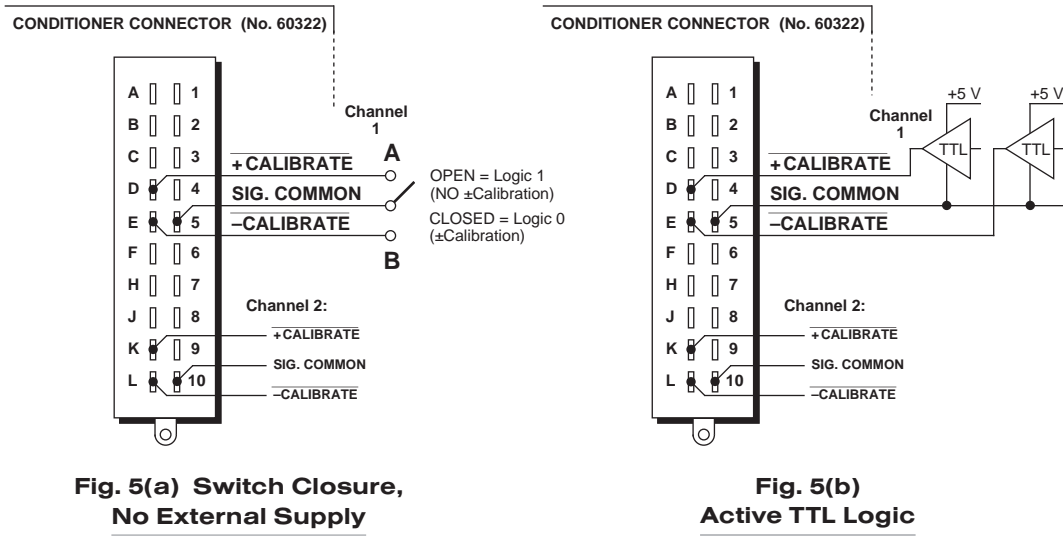 CONDITIONER CONNECTOR (No. 60322)
A 1
B 2
C 3
D 4
E 5
F 6
H 7
J 8
K 9
L 10
Channel
1
+CALIBRATE
SIG. COMMON
–CALIBRATE
A
B
OPEN = Logic 1
(NO ±Calibration)
CLOSED = Logic 0
(±Calibration)
Channel 2:
+CALIBRATE
SIG. COMMON
–CALIBRATE
Fig. 5(a) Switch Closure,
No External Supply
CONDITIONER CONNECTOR (No. 60322)
A 1
B 2
C 3
D 4
E 5
F 6
H 7
J 8
K 9
L 10
Channel
1
+5 V
+5 V
TTL
TTL
+CALIBRATE
SIG. COMMON
–CALIBRATE
Channel 2:
+CALIBRATE
SIG. COMMON
–CALIBRATE
Fig. 5(b)
Active TTL Logic